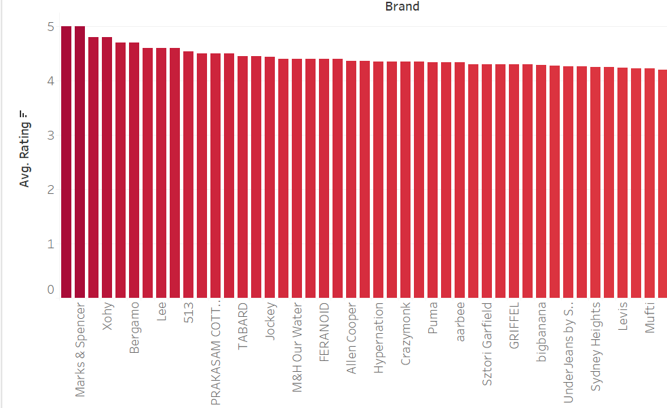 Brand
Avg. Rating
5
4
3
2
1
0
Marks & Spencer
Xohy
Bergamo
Lee
513
PRAKASAM COTT..
TABARD
Jockey
M&H Our Water
FERANOID
Allen Cooper
Hypernation
Crazymonk
Puma
aarbee
Sztori Garfield
GRIFFEL
bigbanana
UnderJeans by S..
Sydney Heights
Levis
Mufti